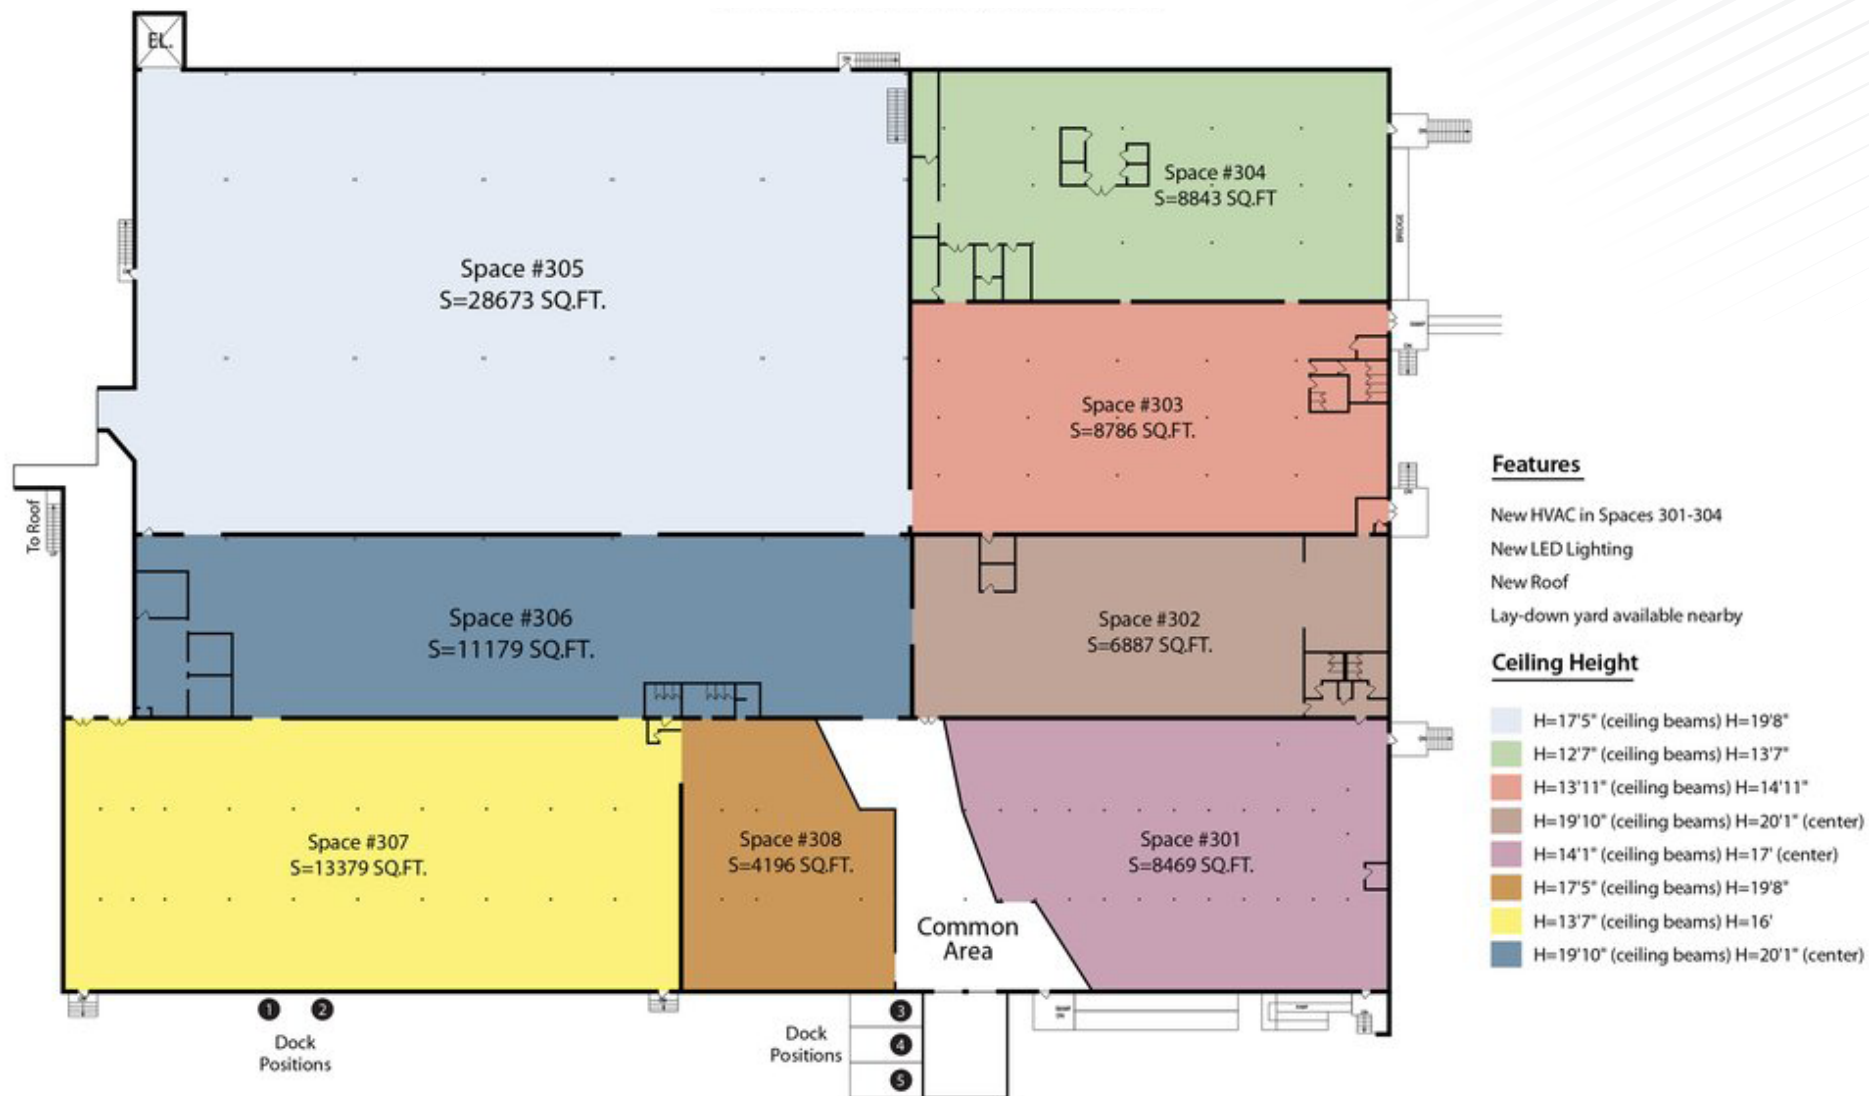 EL.
Space #305
S=28673 SQ.FT.
Space #304
S=8843 SQ.FT
BRIDGE
Space #303
S=8786 SQ.FT.
To Roof
Space #306
S=11179 SQ.FT.
Space #302
S=6887 SQ.FT.
Space #307
S=13379 SQ.FT.
Space #308
S=4196 SQ.FT.
Space #301
S=8469 SQ.FT.
Common
Area
1 2
Dock
Positions
Dock
Positions
3
4
5
Features
New HVAC in Spaces 301-304
New LED Lighting
New Roof
Lay-down yard available nearby
Ceiling Height
H=17'5" (ceiling beams) H=19'8"
H=12'7" (ceiling beams) H=13'7"
H=13'11" (ceiling beams) H=14'11"
H=19'10" (ceiling beams) H=20'1" (center)
H=14'1" (ceiling beams) H=17' (center)
H=17'5" (ceiling beams) H=19'8"
H=13'7" (ceiling beams) H=16'
H=19'10" (ceiling beams) H=20'1" (center)